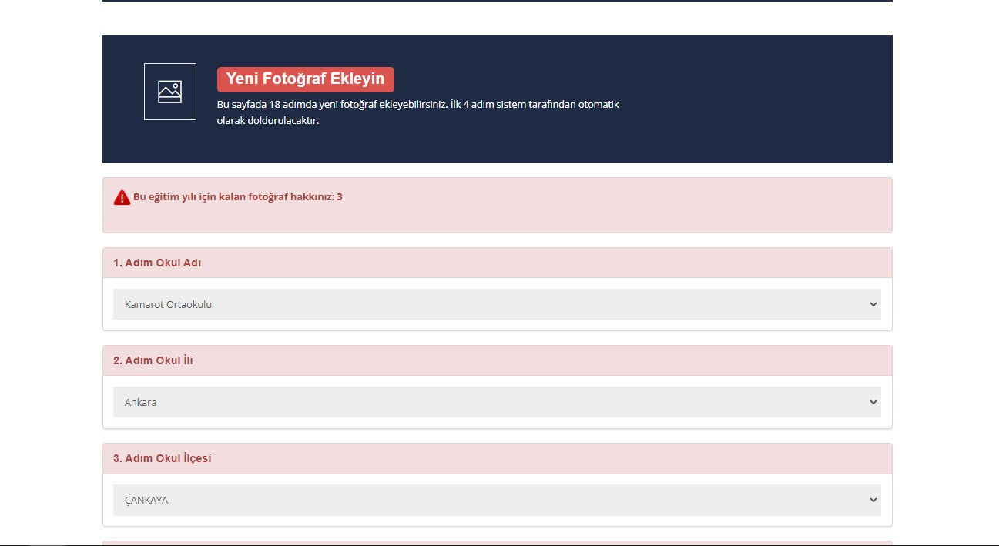 Yeni Fotoğraf Ekleyin
Bu sayfada 18 adımda yeni fotoğraf ekleyebilirsiniz. İlk 4 adım sistem tarafından otomatik
olarak doldurulacaktır.
Bu eğitim yılı için kalan fotoğraf hakkınız: 3
1. Adım Okul Adı
Kamarot Ortaokulu
2. Adım Okul İli
Ankara
3. Adım Okul İlçesi
ÇANKAYA